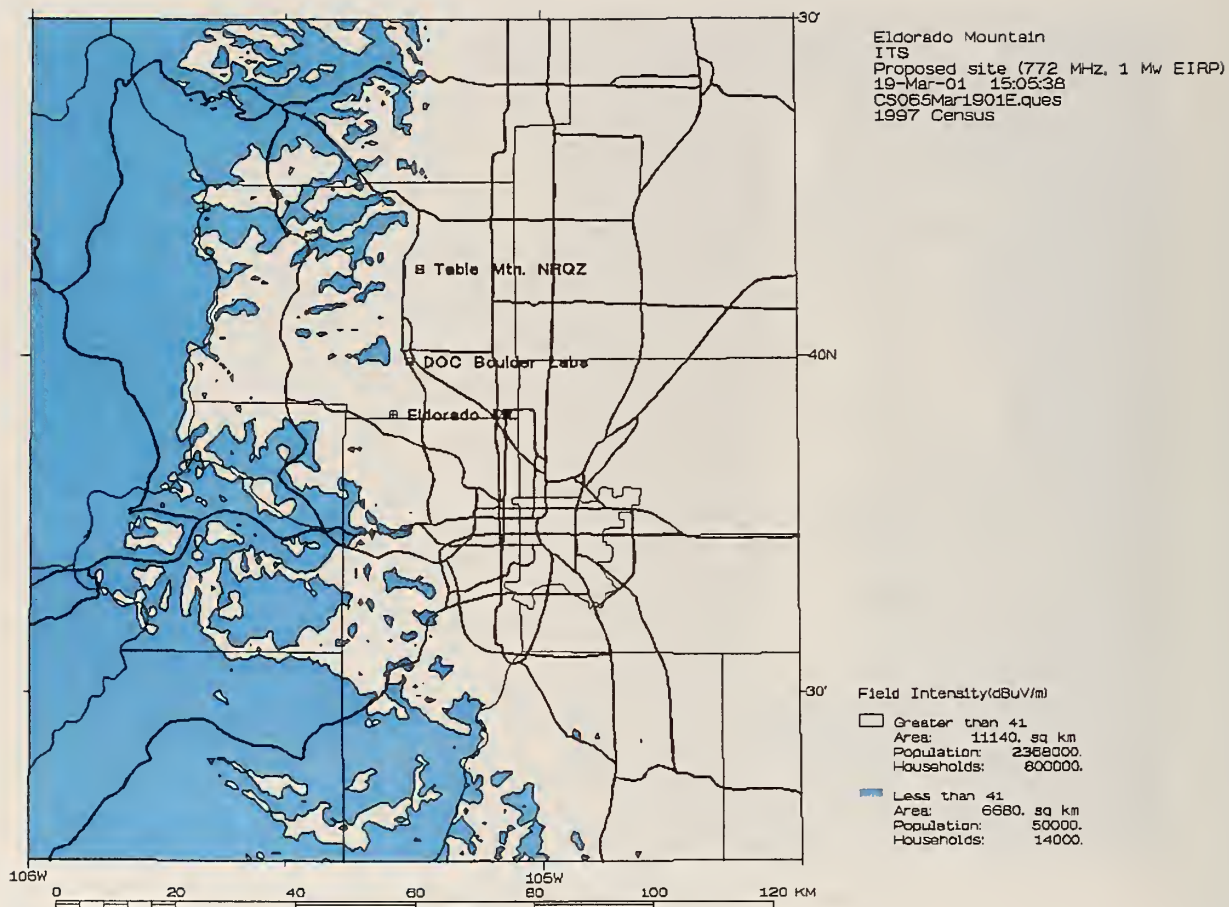 30'
Eldorado Mountain
ITS
Proposed site (772 MHz, 1 Mw EIRP)
19-Mar-01 15:05:38
CS065Mar1901E.ques
1997 Census
Table Mtn. NRQZ
40N
DOC Boulder Labs
Eldorado
30'
Field Intensity(dBuV/m)
Greater than 41
Area: 11140. sq km
Population: 2368000.
Households: 800000.
Less than 41
Area: 6680. sq km
Population: 50000.
Households: 14000.
106W
105W
0 20 40 60 80 100 120 KM